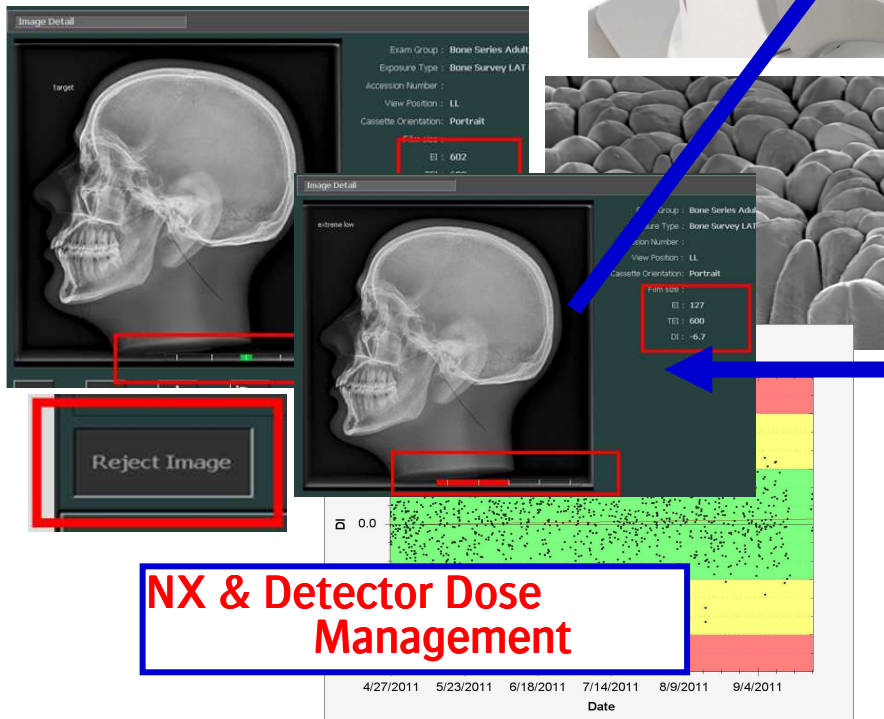 Image Detail
target
Exam Group : Bone Series Adult
Exposure Type : Bone Survey LAT
Accession Number :
View Position : LL
Cassette Orientation: Portrait
Film size :
EI : 602
Image Detail
extreme low
Group : Bone Series Adul
Type : Bone Survey LAT
Number :
View Position : LL
Cassette Orientation: Portrait
Film size :
EI : 127
TEI : 600
DI : -6.7
Reject Image
DI
0.0
NX & Detector Dose
Management
4/27/2011 5/23/2011 6/18/2011 7/14/2011 8/9/2011 9/4/2011
Date